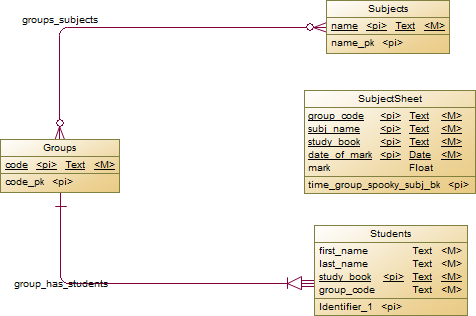 groups_subjects
Subjects
name <pi> Text <M>
name_pk <pi>
SubjectSheet
group_code <pi> Text <M>
subj_name <pi> Text <M>
study_book <pi> Text <M>
date_of_mark <pi> Date <M>
mark Float
time_group_spooky_subj_bk <pi>
Groups
code <pi> Text <M>
code_pk <pi>
Students
first_name Text <M>
last_name Text <M>
study_book <pi> Text <M>
group_code Text <M>
Identifier_1 <pi>
group_has_students